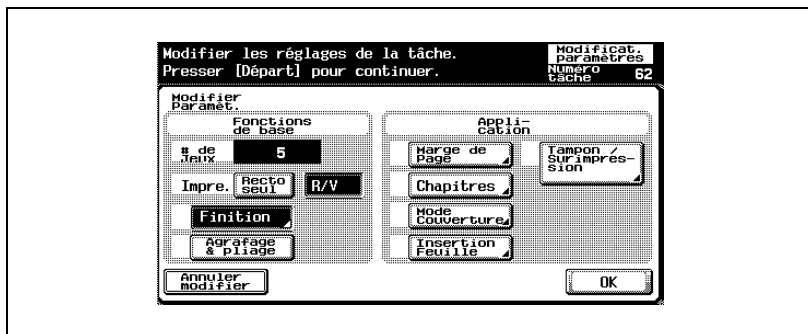 Modifier les réglages de la tâche.
Presser [Départ] pour continuer.
Modificat.
paramètres
Numéro
tâche 62
Modifier
Paramèt.
Fonctions
de base
# de
Jeux 5
Impre. Recto
seul R/V
Finition
Agrafage
& pliage
Appli-
cation
Marge de
Page
Chapitres
Mode
Couverture
Insertion
Feuille
Tampon /
Surimpres-
sion
Annuler
modifier
OK